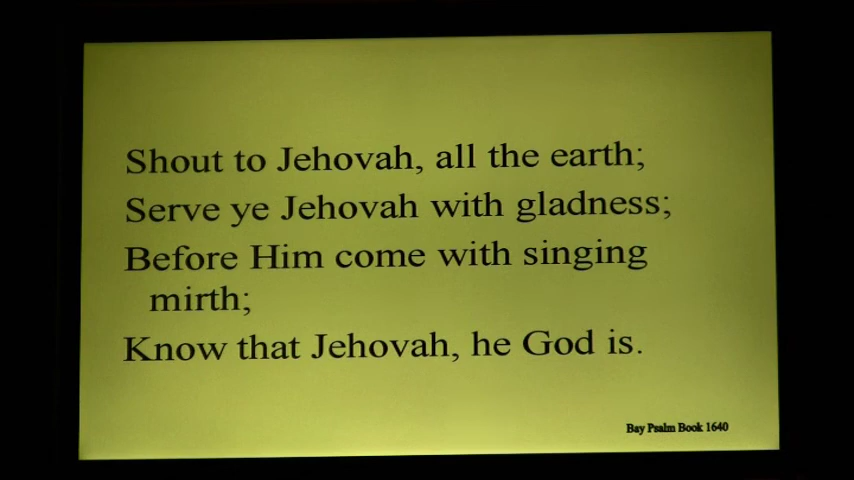 Shout to Jehovah, all the earth;
Serve ye Jehovah with gladness;
Before Him come with singing
mirth;
Know that Jehovah, he God is.
Bay Psalm Book 1640